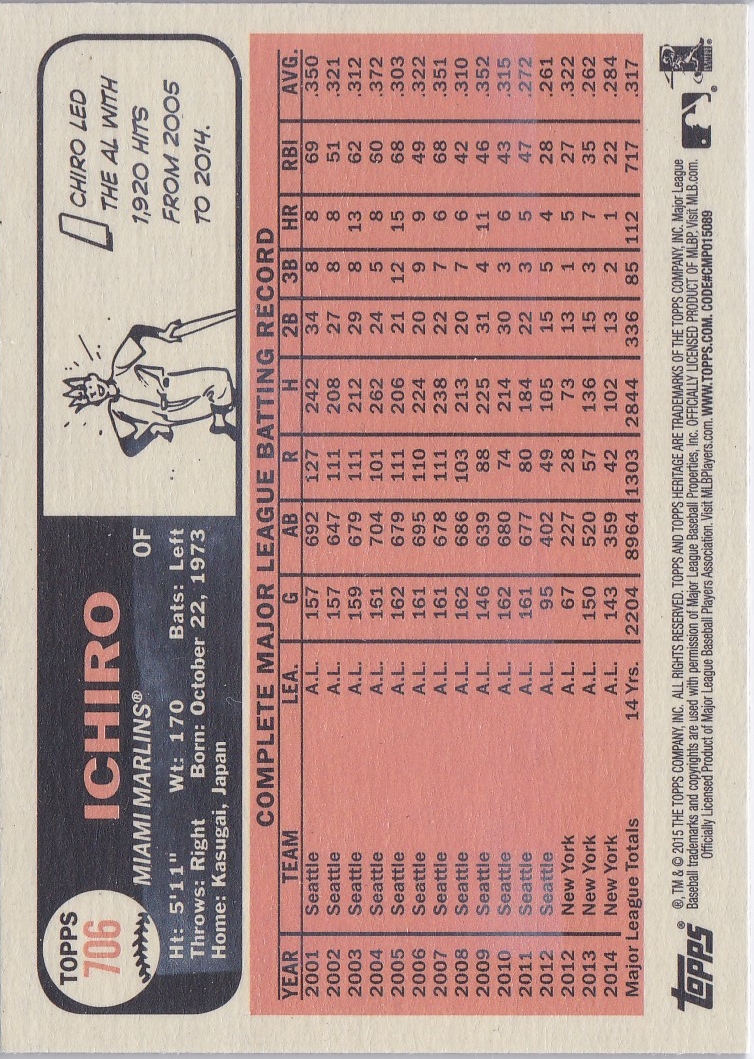 TOPPS
706
ICHIRO
MIAMI MARLINS® OF
Ht: 5'11" Wt: 170 Bats: Left
Throws: Right Born: October 22, 1973
Home: Kasugai, Japan
ICHIRO LED
THE AL WITH
1,920 HITS
FROM 2005
TO 2014.
COMPLETE MAJOR LEAGUE BATTING RECORD
YEAR TEAM LEA. G AB R H 2B 3B HR RBI AVG.
2001 Seattle A.L. 157 692 127 242 34 8 8 69 .350
2002 Seattle A.L. 157 647 111 208 27 8 8 51 .321
2003 Seattle A.L. 159 679 111 212 29 8 13 62 .312
2004 Seattle A.L. 161 704 101 262 24 5 8 60 .372
2005 Seattle A.L. 162 679 111 206 21 12 15 68 .303
2006 Seattle A.L. 161 695 110 224 20 9 9 49 .322
2007 Seattle A.L. 161 678 111 238 22 7 6 68 .351
2008 Seattle A.L. 162 686 103 213 20 7 6 42 .310
2009 Seattle A.L. 146 639 88 225 31 4 11 46 .352
2010 Seattle A.L. 162 680 74 214 30 3 6 43 .315
2011 Seattle A.L. 161 677 80 184 22 3 5 47 .272
2012 Seattle A.L. 95 402 49 105 15 5 4 28 .261
2012 New York A.L. 67 227 28 73 13 1 5 27 .322
2013 New York A.L. 150 520 57 136 15 3 7 35 .262
2014 New York A.L. 143 359 42 102 13 2 1 22 .284
Major League Totals 14 Yrs. 2204 8964 1303 2844 336 85 112 717 .317
topps®
®, TM & © 2015 THE TOPPS COMPANY, INC. ALL RIGHTS RESERVED. TOPPS AND TOPPS HERITAGE ARE TRADEMARKS OF THE TOPPS COMPANY, INC. Major League
Baseball trademarks and copyrights are used with permission of Major League Baseball Properties, Inc. OFFICIALLY LICENSED PRODUCT OF MLBP. Visit MLB.com.
Officially Licensed Product of Major League Baseball Players Association. Visit MLBPlayers.com. WWW.TOPPS.COM. CODE#CMP015089